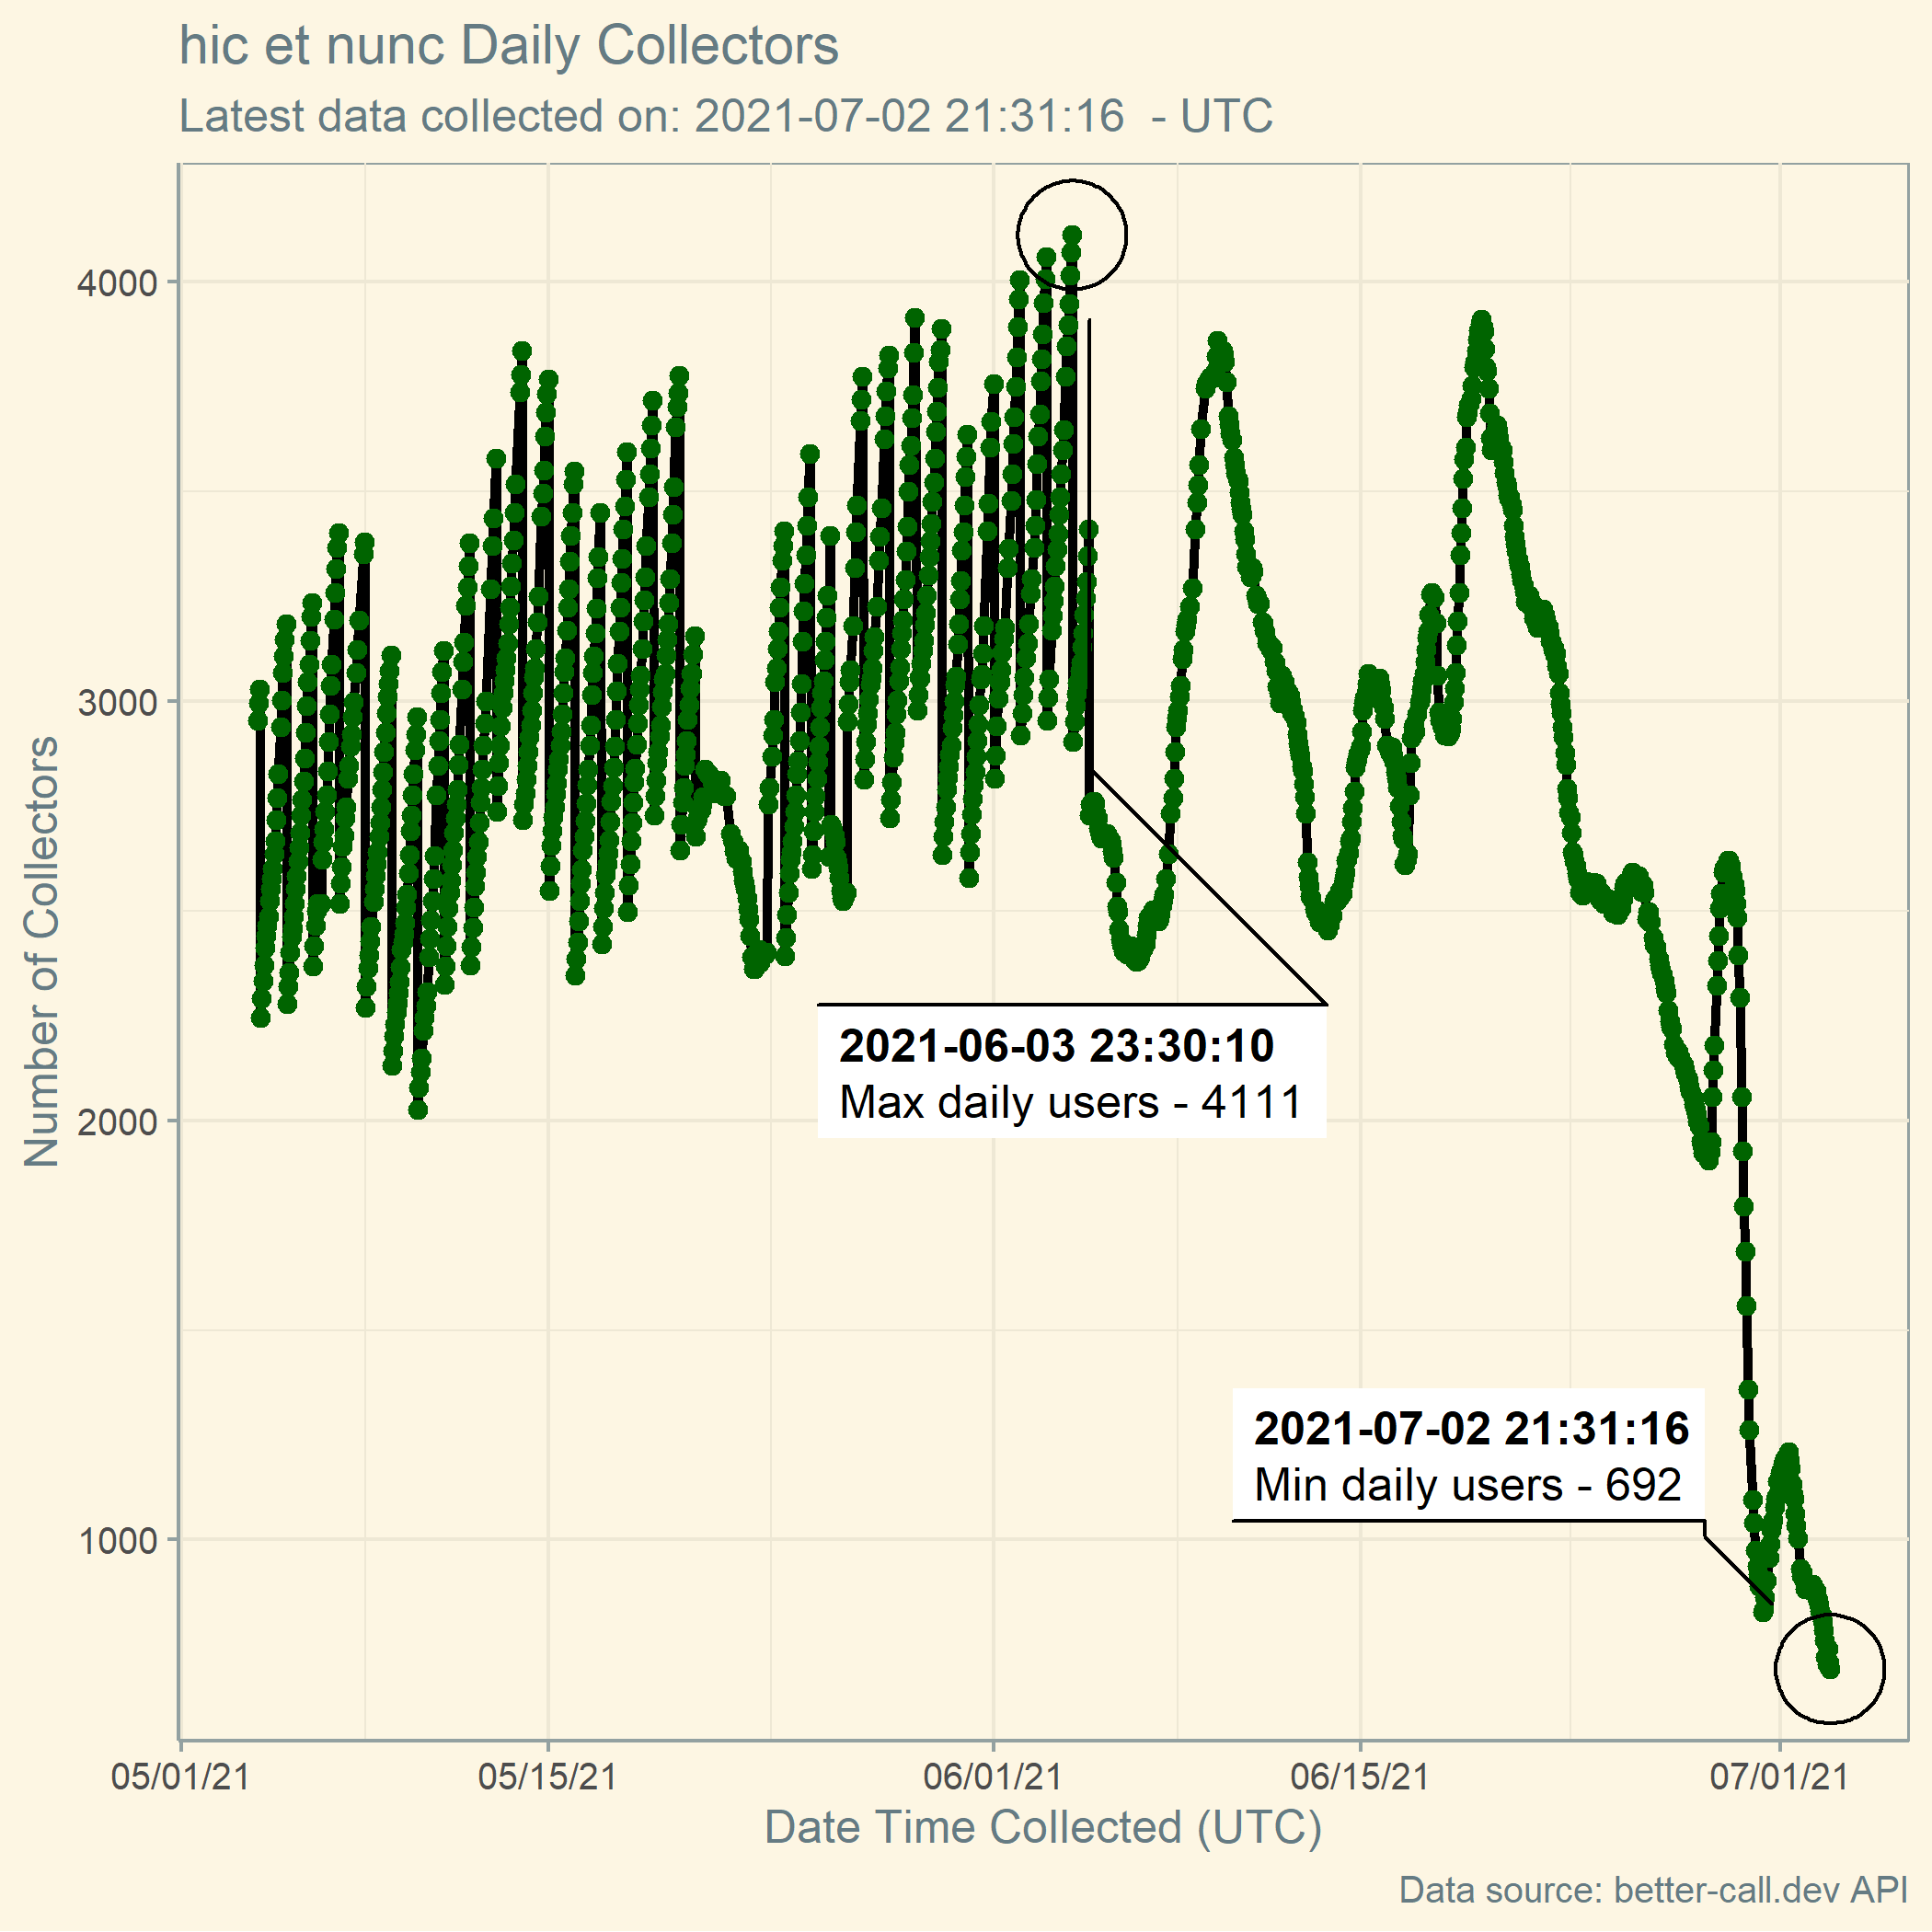 hic et nunc Daily Collectors
Latest data collected on: 2021-07-02 21:31:16  - UTC
Number of Collectors
4000
3000
2000
1000
2021-06-03 23:30:10
Max daily users - 4111
2021-07-02 21:31:16
Min daily users - 692
05/01/21
05/15/21
06/01/21
06/15/21
07/01/21
Date Time Collected (UTC)
Data source: better-call.dev API